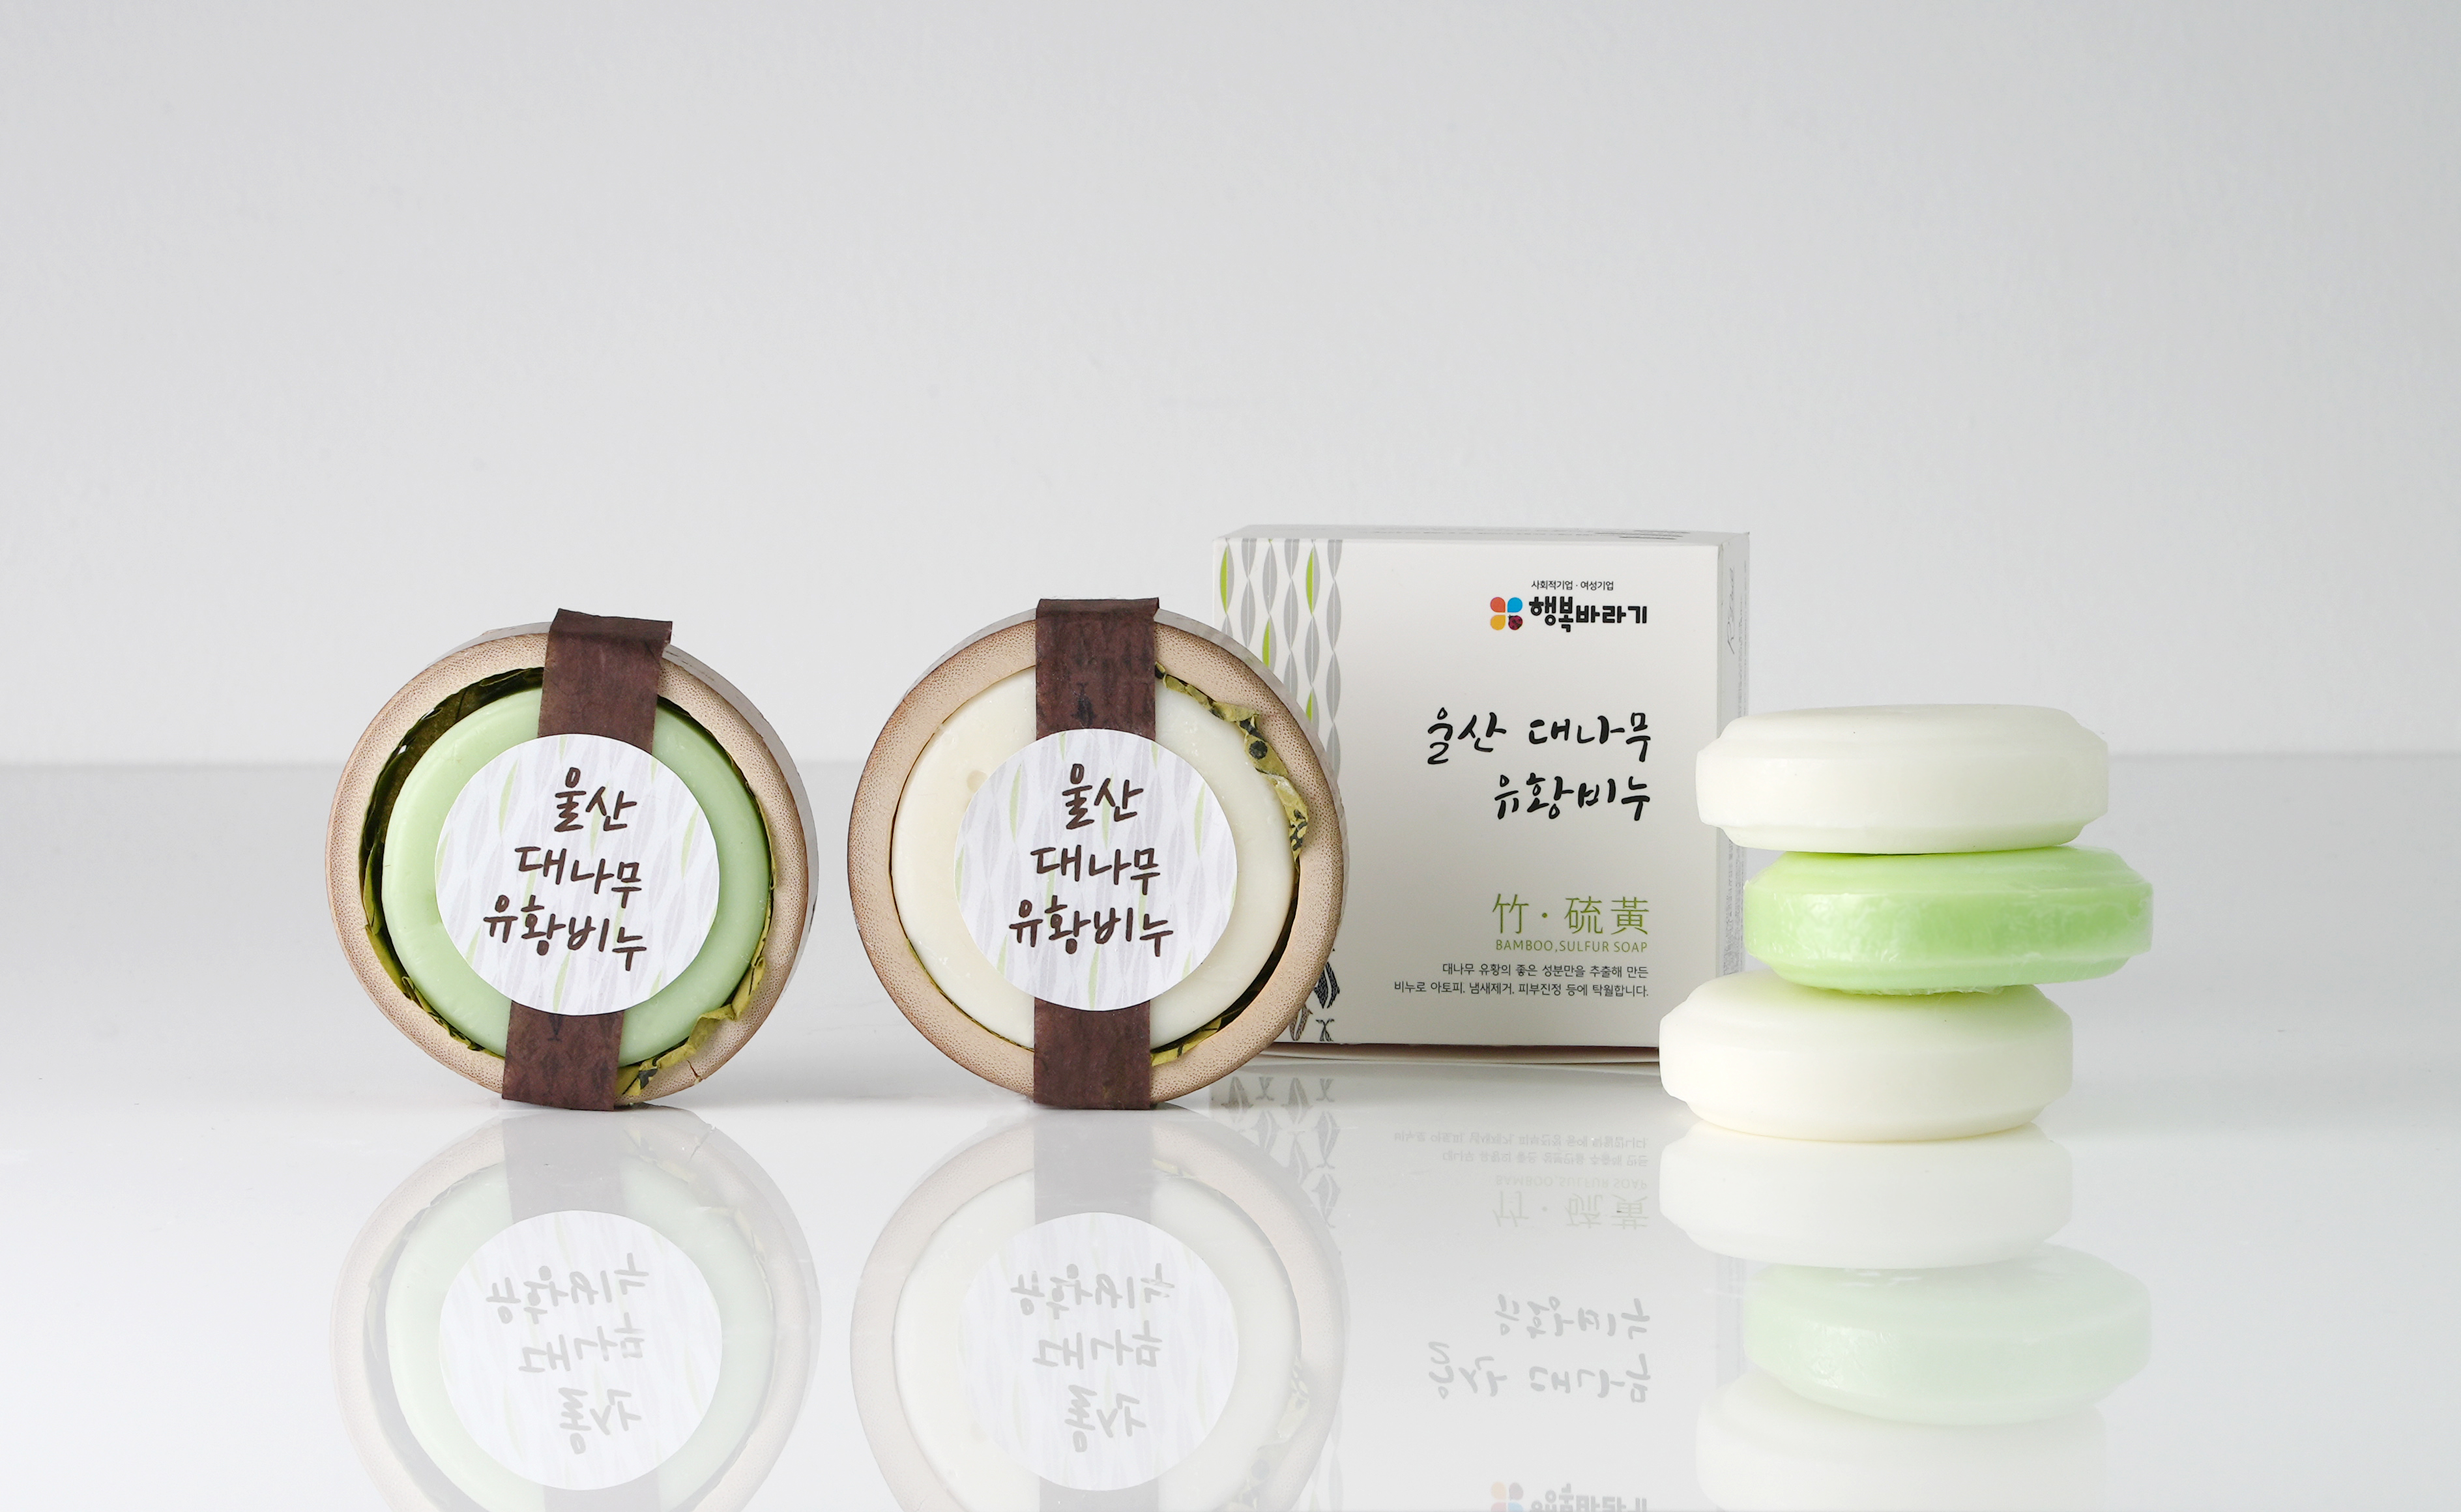 울산
대나무
유황비누
울산
대나무
유황비누
사회적기업 · 여성기업
행복바라기
울산 대나무
유황비누
竹 · 硫黃
BAMBOO,SULFUR SOAP
대나무 유황의 좋은 성분만을 추출해 만든
비누로 아토피, 냄새제거, 피부진정 등에 탁월합니다.